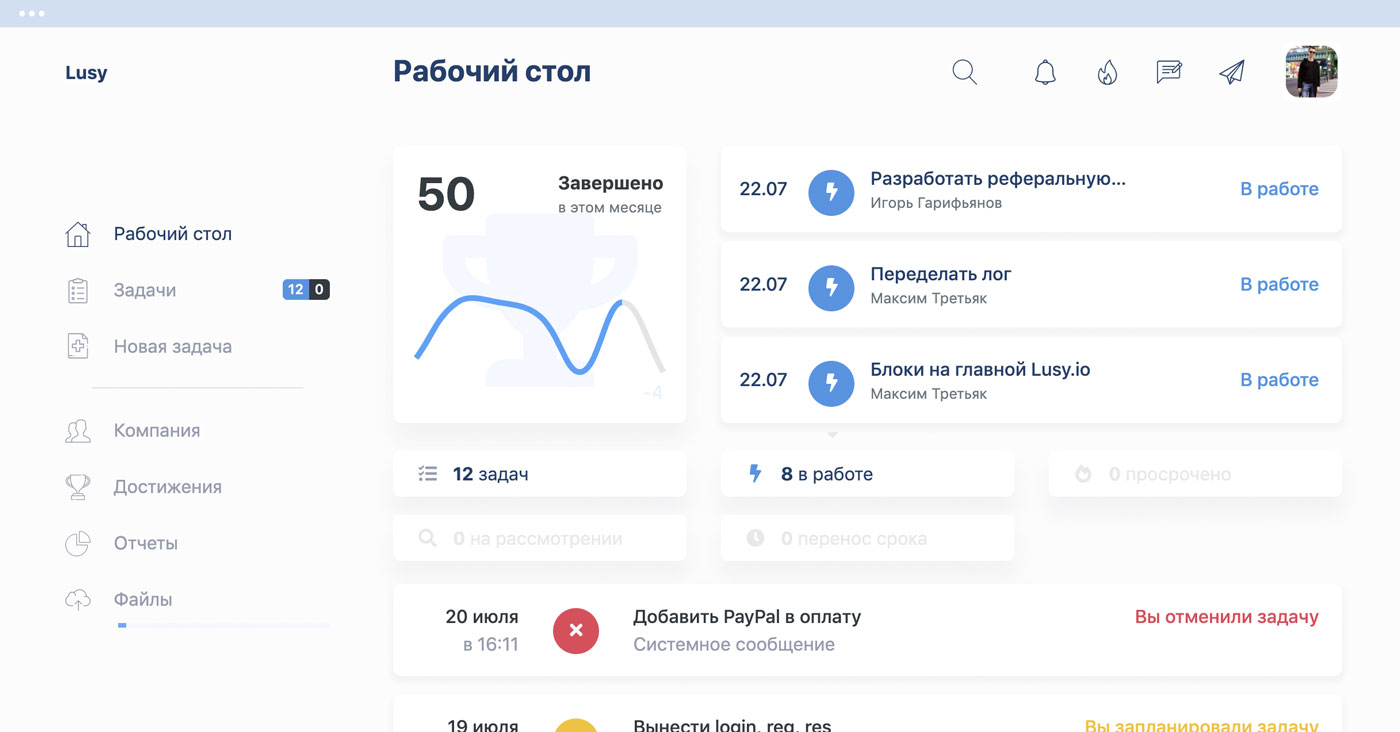 Lusy
Рабочий стол
Рабочий стол
Задачи
12 0
Новая задача
Компания
Достижения
Отчеты
Файлы
50
Завершено
в этом месяце
-4
22.07
Разработать реферальную...
Игорь Гарифьянов
В работе
22.07
Переделать лог
Максим Третьяк
В работе
22.07
Блоки на главной Lusy.io
Максим Третьяк
В работе
12 задач
8 в работе
0 просрочено
0 на рассмотрении
0 перенос срока
20 июля
в 16:11
Добавить PayPal в оплату
Системное сообщение
Вы отменили задачу
19 июля
Вынести login, reg, res
Вы запланировали задачу